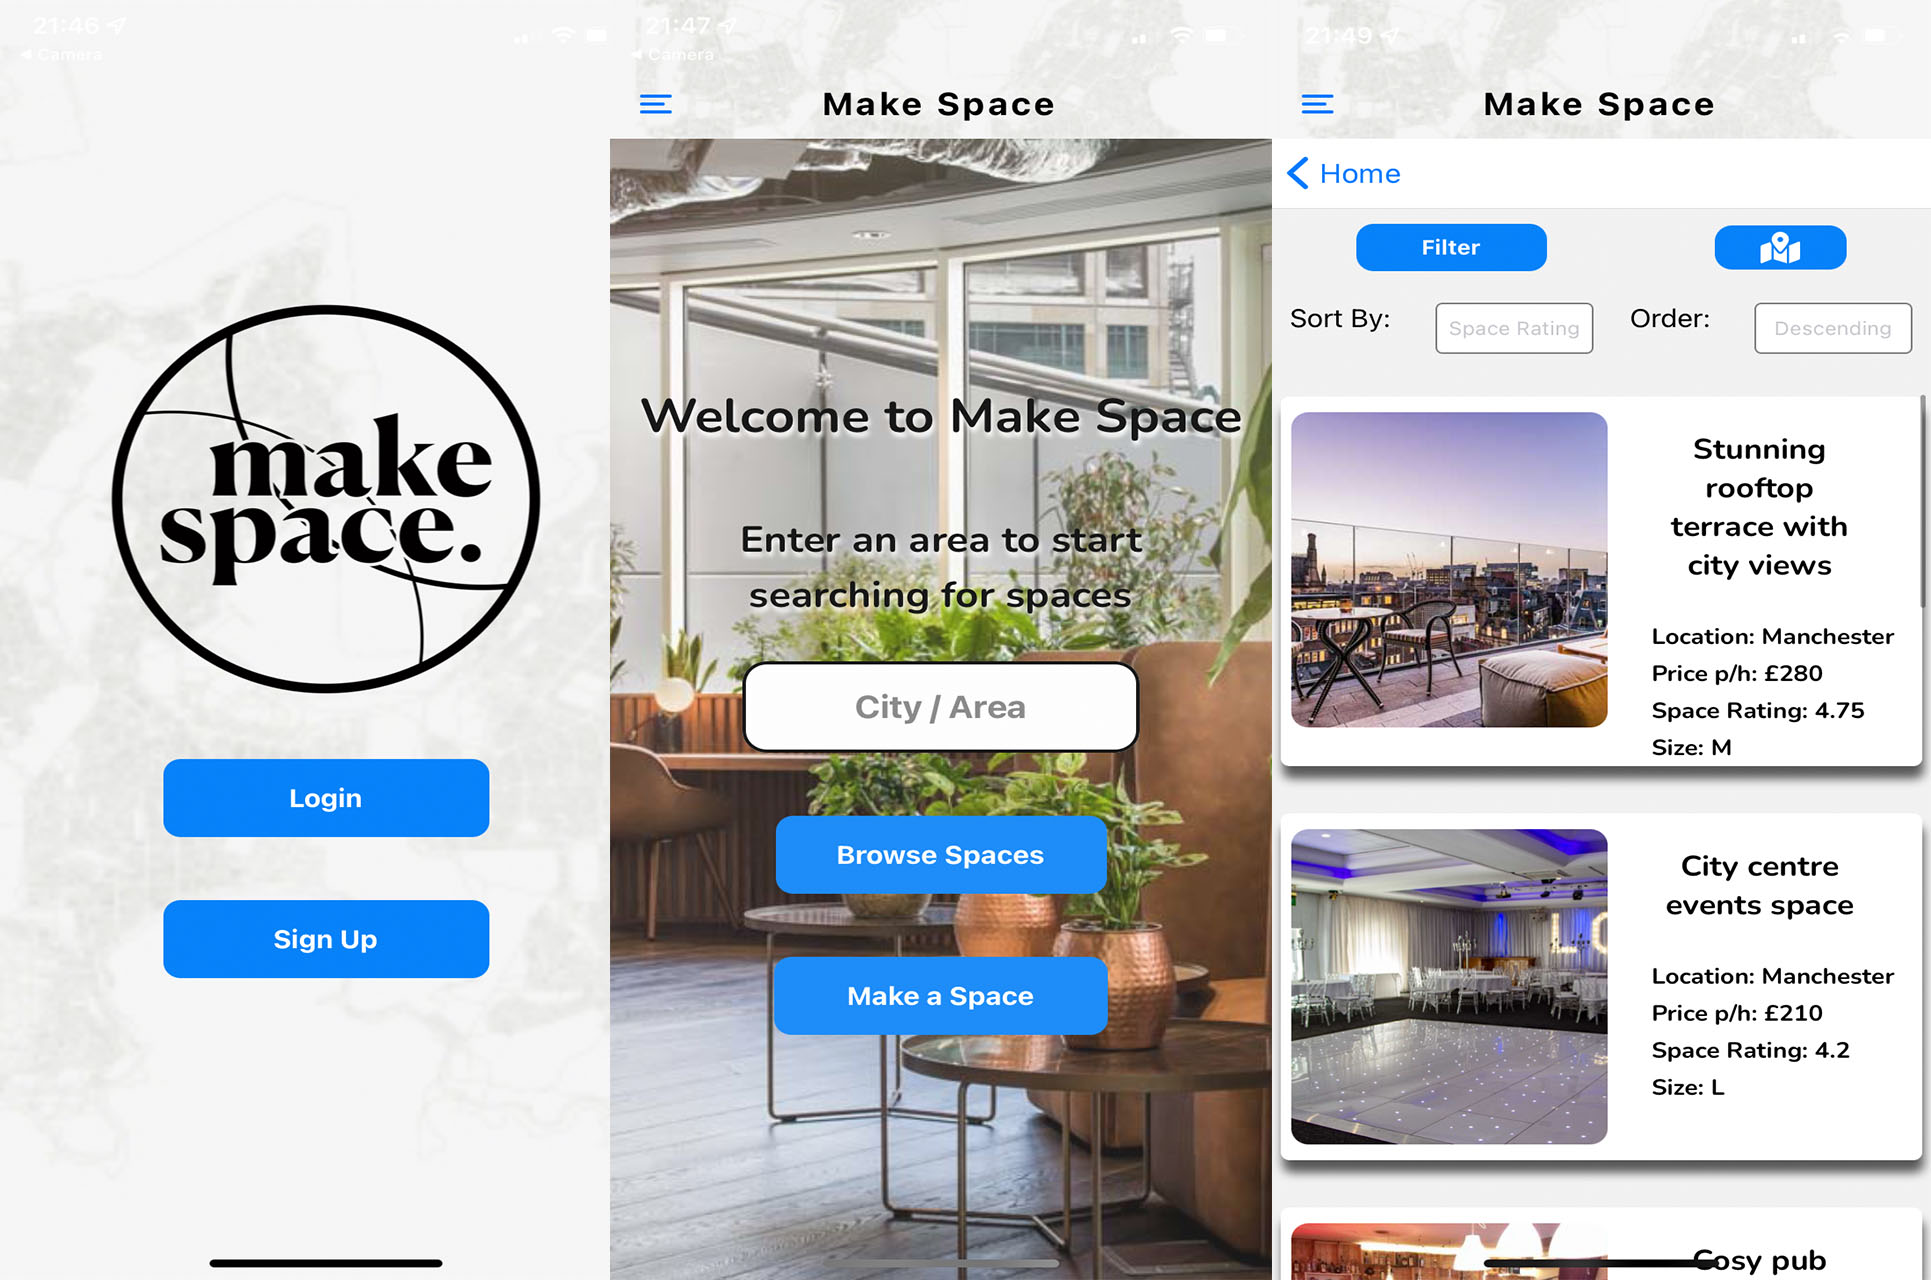 21:46
Camera
make
space.
Login
Sign Up
21:47
Camera
Make Space
Welcome to Make Space
Enter an area to start
searching for spaces
City / Area
Browse Spaces
Make a Space
21:49
Make Space
Home
Filter
Sort By:
Space Rating
Order:
Descending
Stunning
rooftop
terrace with
city views
Location: Manchester
Price p/h: £280
Space Rating: 4.75
Size: M
LO
City centre
events space
Location: Manchester
Price p/h: £210
Space Rating: 4.2
Size: L
Cosy pub